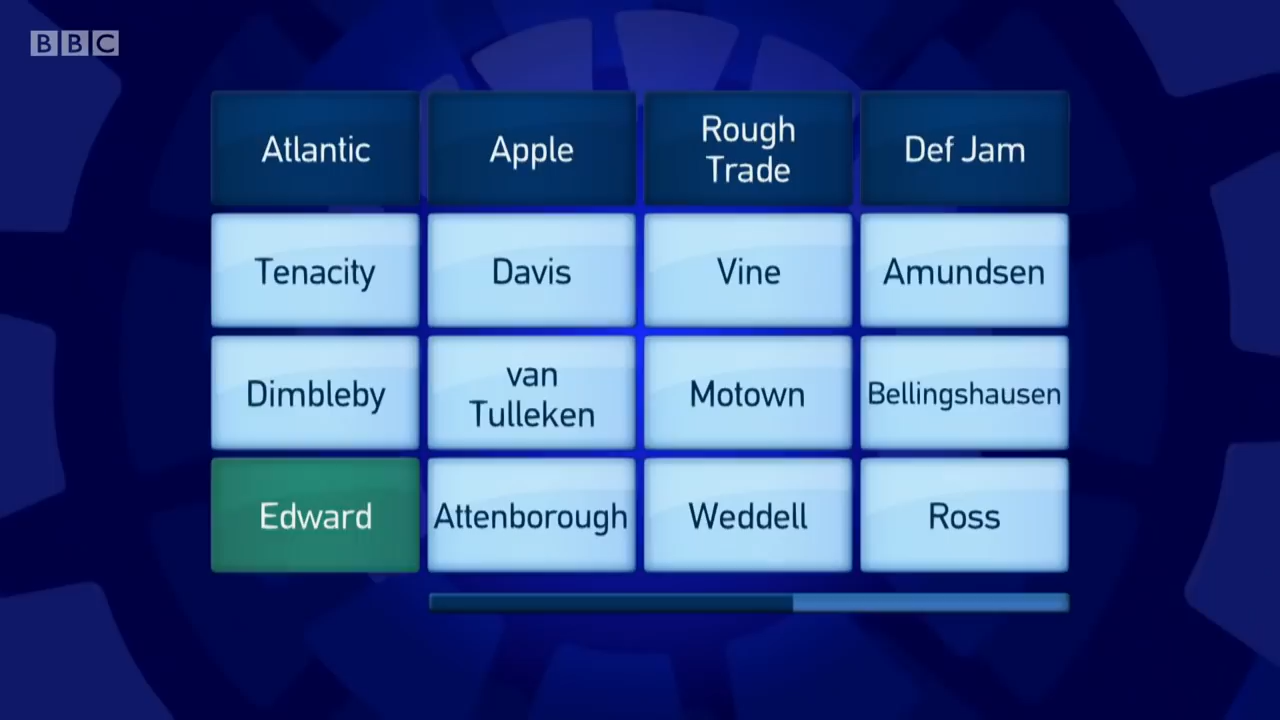 BBC
Atlantic
Apple
Rough
Trade
Def Jam
Tenacity
Davis
Vine
Amundsen
Dimbleby
van
Tulleken
Motown
Bellingshausen
Edward
Attenborough
Weddell
Ross